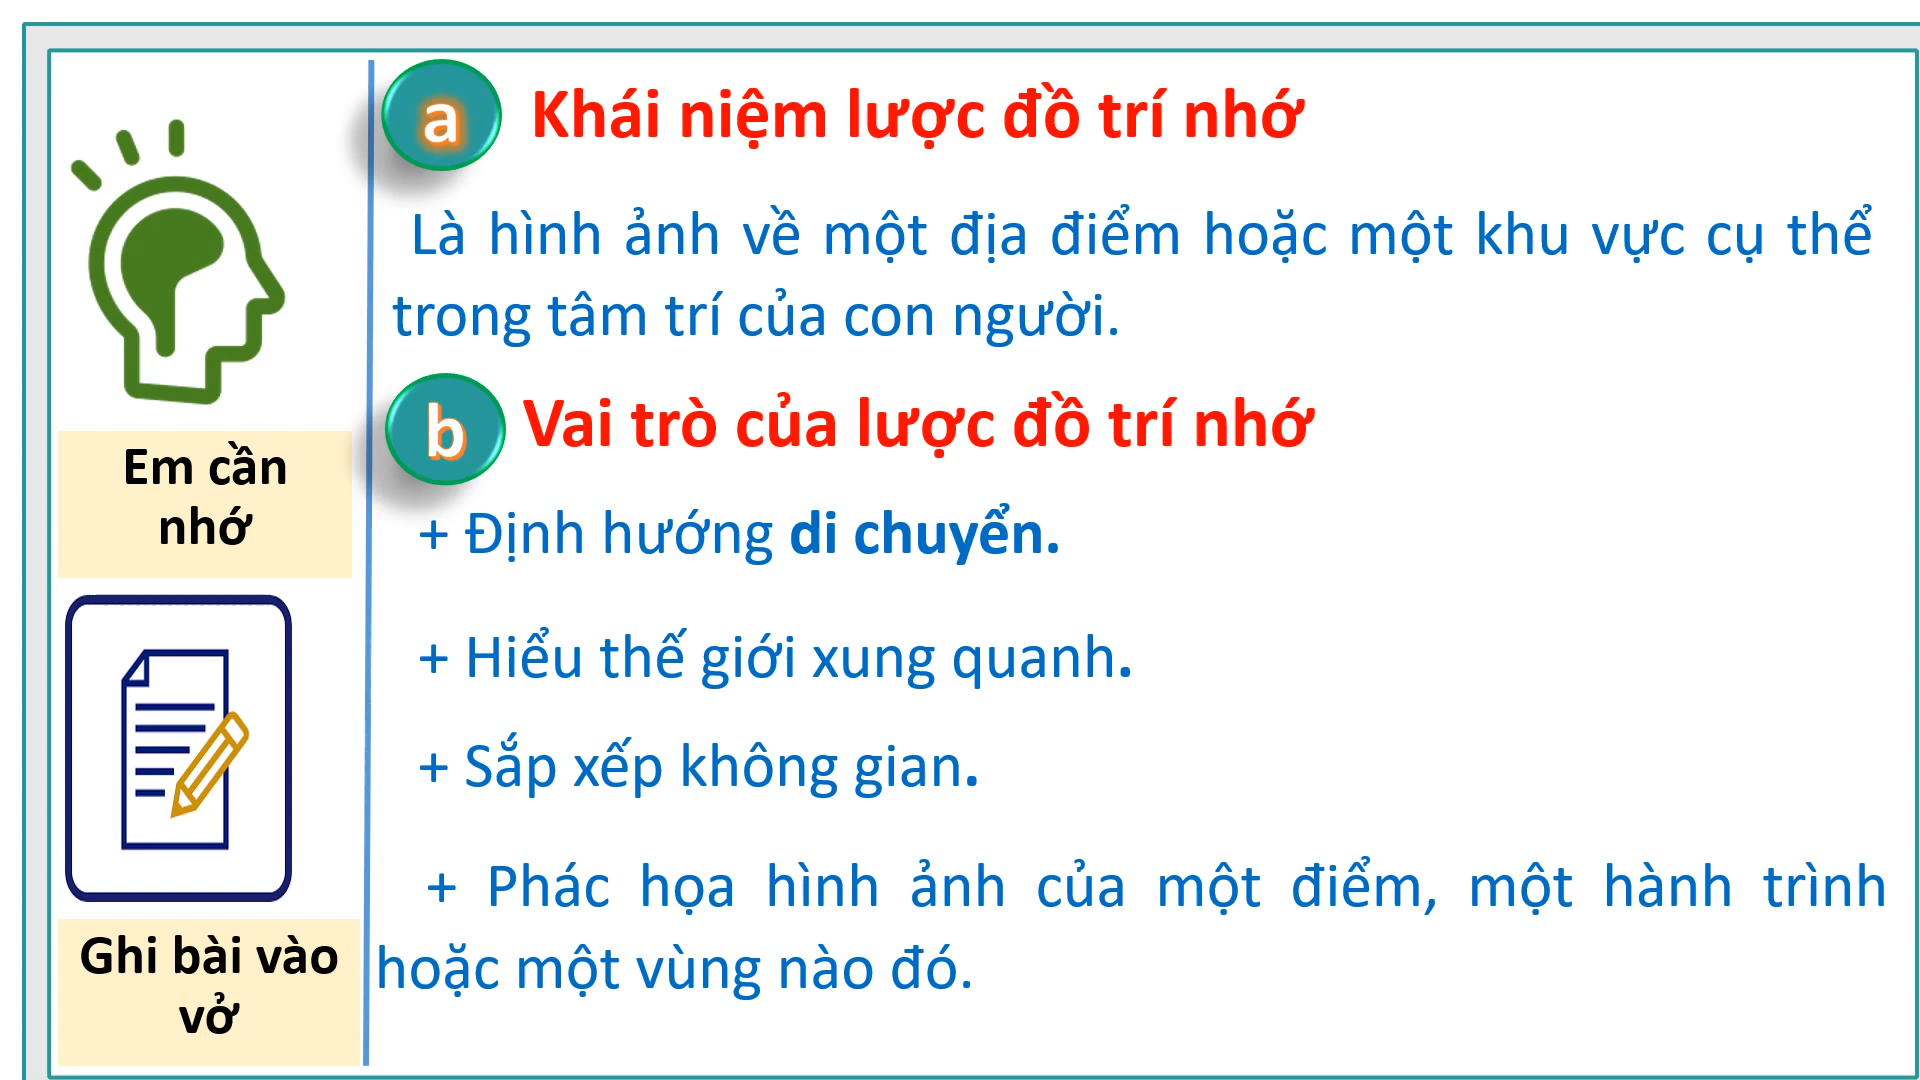 a Khái niệm lược đồ trí nhớ
Là hình ảnh về một địa điểm hoặc một khu vực cụ thể
trong tâm trí của con người.
b Vai trò của lược đồ trí nhớ
+ Định hướng di chuyển.
+ Hiểu thế giới xung quanh.
+ Sắp xếp không gian.
+ Phác họa hình ảnh của một điểm, một hành trình
hoặc một vùng nào đó.
Em cần
nhớ
Ghi bài vào
vở